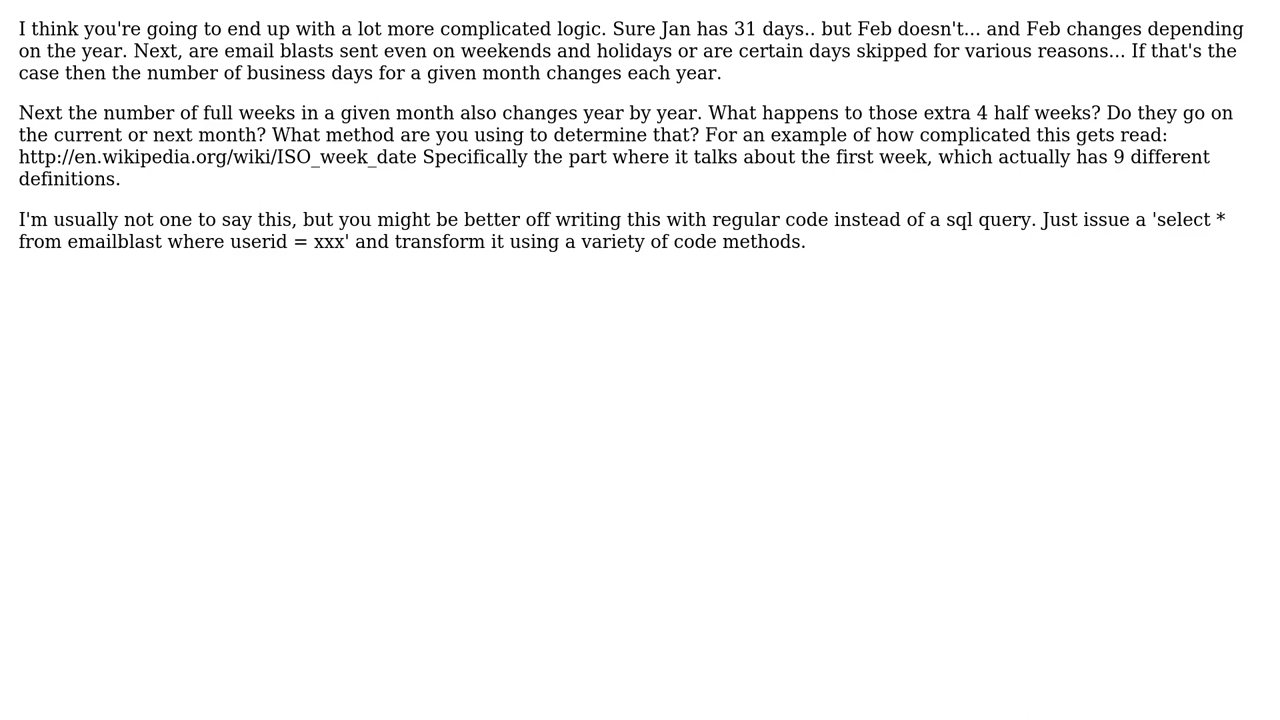 I think you're going to end up with a lot more complicated logic. Sure Jan has 31 days.. but Feb doesn't... and Feb changes depending
on the year. Next, are email blasts sent even on weekends and holidays or are certain days skipped for various reasons... If that's the
case then the number of business days for a given month changes each year.
Next the number of full weeks in a given month also changes year by year. What happens to those extra 4 half weeks? Do they go on
the current or next month? What method are you using to determine that? For an example of how complicated this gets read:
http://en.wikipedia.org/wiki/ISO_week_date Specifically the part where it talks about the first week, which actually has 9 different
definitions.
I'm usually not one to say this, but you might be better off writing this with regular code instead of a sql query. Just issue a 'select *
from emailblast where userid = xxx' and transform it using a variety of code methods.